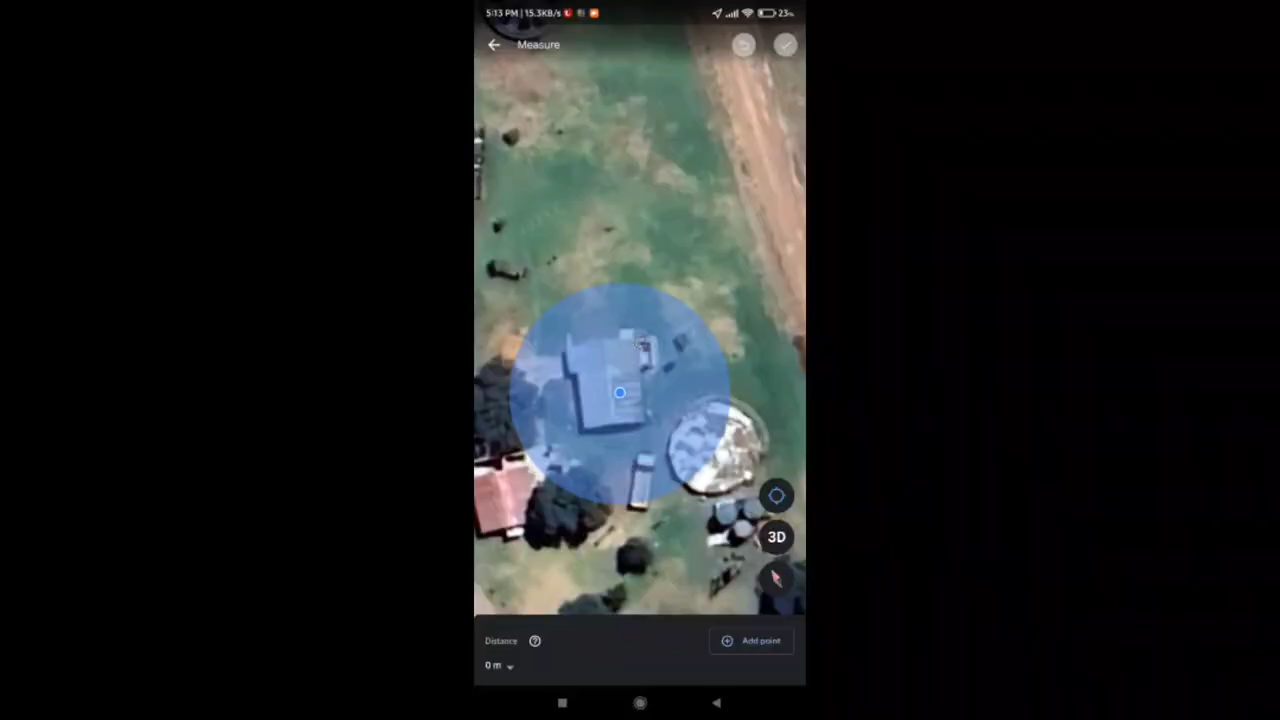 5:13 PM | 15.3KB/s 23%
Measure
3D
Distance
Add point
0 m